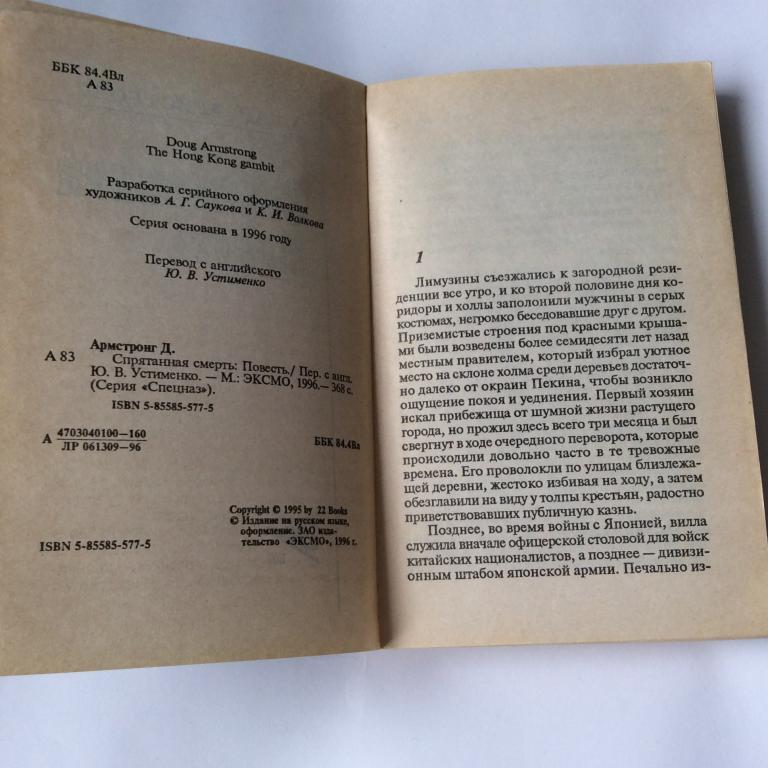 ББК 84.4Вл
А 83
Doug Armstrong
The Hong Kong gambit
Разработка серийного оформления
художников А. Г. Саукова и К. И. Волкова
Серия основана в 1996 году
Перевод с английского
Ю. В. Устименко
Армстронг Д.
А 83 Спрятанная смерть: Повесть./ Пер. с англ.
Ю. В. Устименко. — М.: ЭКСМО, 1996.— 368 с.
(Серия «Спецназ»).
ISBN 5-85585-577-5
А 4703040100—160
ЛР 061309—96
ББК 84.4Вл
Copyright © 1995 by 22 Books
© Издание на русском языке,
оформление. ЗАО изда-
тельство «ЭКСМО», 1996 г.
ISBN 5-85585-577-5
1
Лимузины съезжались к загородной рези-
денции все утро, и ко второй половине дня ко-
ридоры и холлы заполонили мужчины в серых
костюмах, негромко беседовавшие друг с другом.
Приземистые строения под красными крыша-
ми были возведены более семидесяти лет назад
местным правителем, который избрал уютное
место на склоне холма среди деревьев достаточ-
но далеко от окраин Пекина, чтобы возникло
ощущение покоя и уединения. Первый хозяин
искал прибежища от шумной жизни растущего
города, но прожил здесь всего три месяца и был
свергнут в ходе очередного переворота, которые
происходили довольно часто в те тревожные
времена. Его проволокли по улицам близлежа-
щей деревни, жестоко избивая на ходу, а затем
обезглавили на виду у толпы крестьян, радостно
приветствовавших публичную казнь.
Позднее, во время войны с Японией, вилла
служила вначале офицерской столовой для войск
китайских националистов, а позднее — дивизи-
онным штабом японской армии. Печально из-